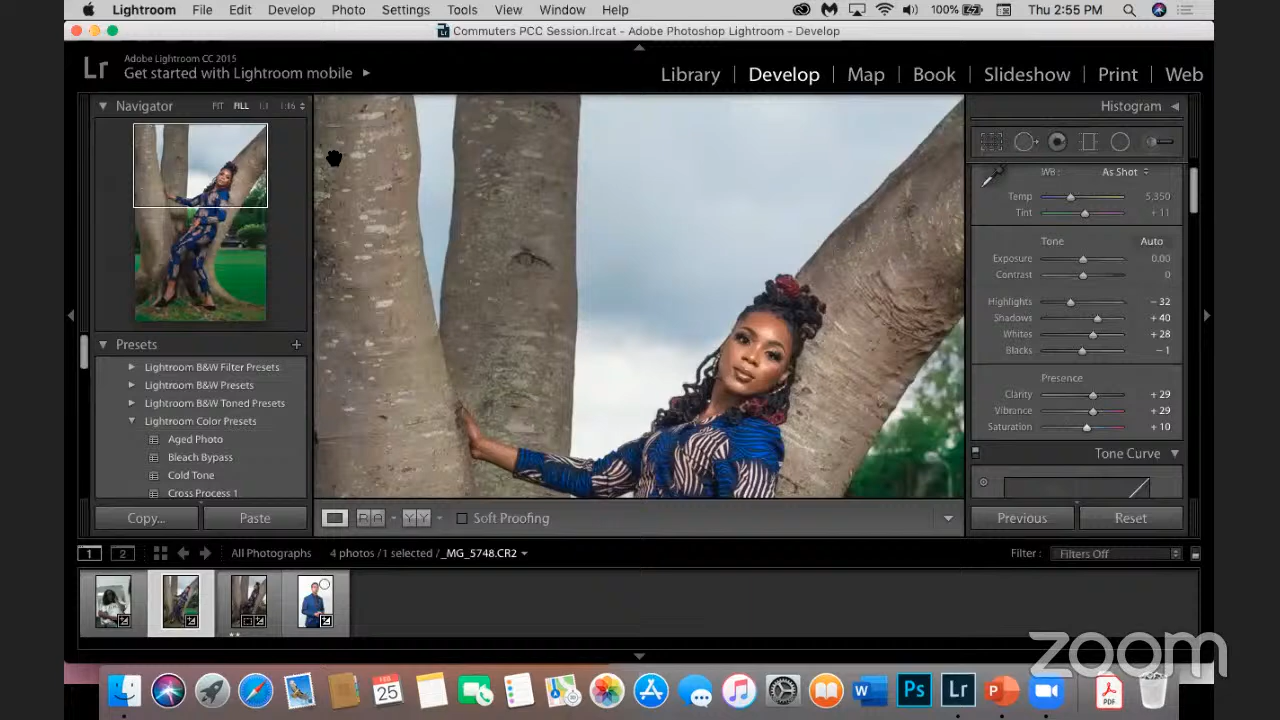 Lightroom File Edit Develop Photo Settings Tools View Window Help 100% Thu 2:55 PM
Commuters PCC Session.lrcat - Adobe Photoshop Lightroom - Develop
Lr Adobe Lightroom CC 2015
Get started with Lightroom mobile
Library Develop Map Book Slideshow Print Web
Navigator FIT FILL 1:1 1:16
Histogram
WB: As Shot
Temp 5,350
Tint + 11
Tone Auto
Exposure 0.00
Contrast 0
Highlights − 32
Shadows + 40
Whites + 28
Blacks − 1
Presence
Clarity + 29
Vibrance + 29
Saturation + 10
Tone Curve
Presets
Lightroom B&W Filter Presets
Lightroom B&W Presets
Lightroom B&W Toned Presets
Lightroom Color Presets
Aged Photo
Bleach Bypass
Cold Tone
Cross Process 1
Copy... Paste
R A Y Y Soft Proofing
Previous Reset
1 2 All Photographs 4 photos / 1 selected / _MG_5748.CR2
Filter : Filters Off
zoom
FEB
25
W Ps Lr P PDF